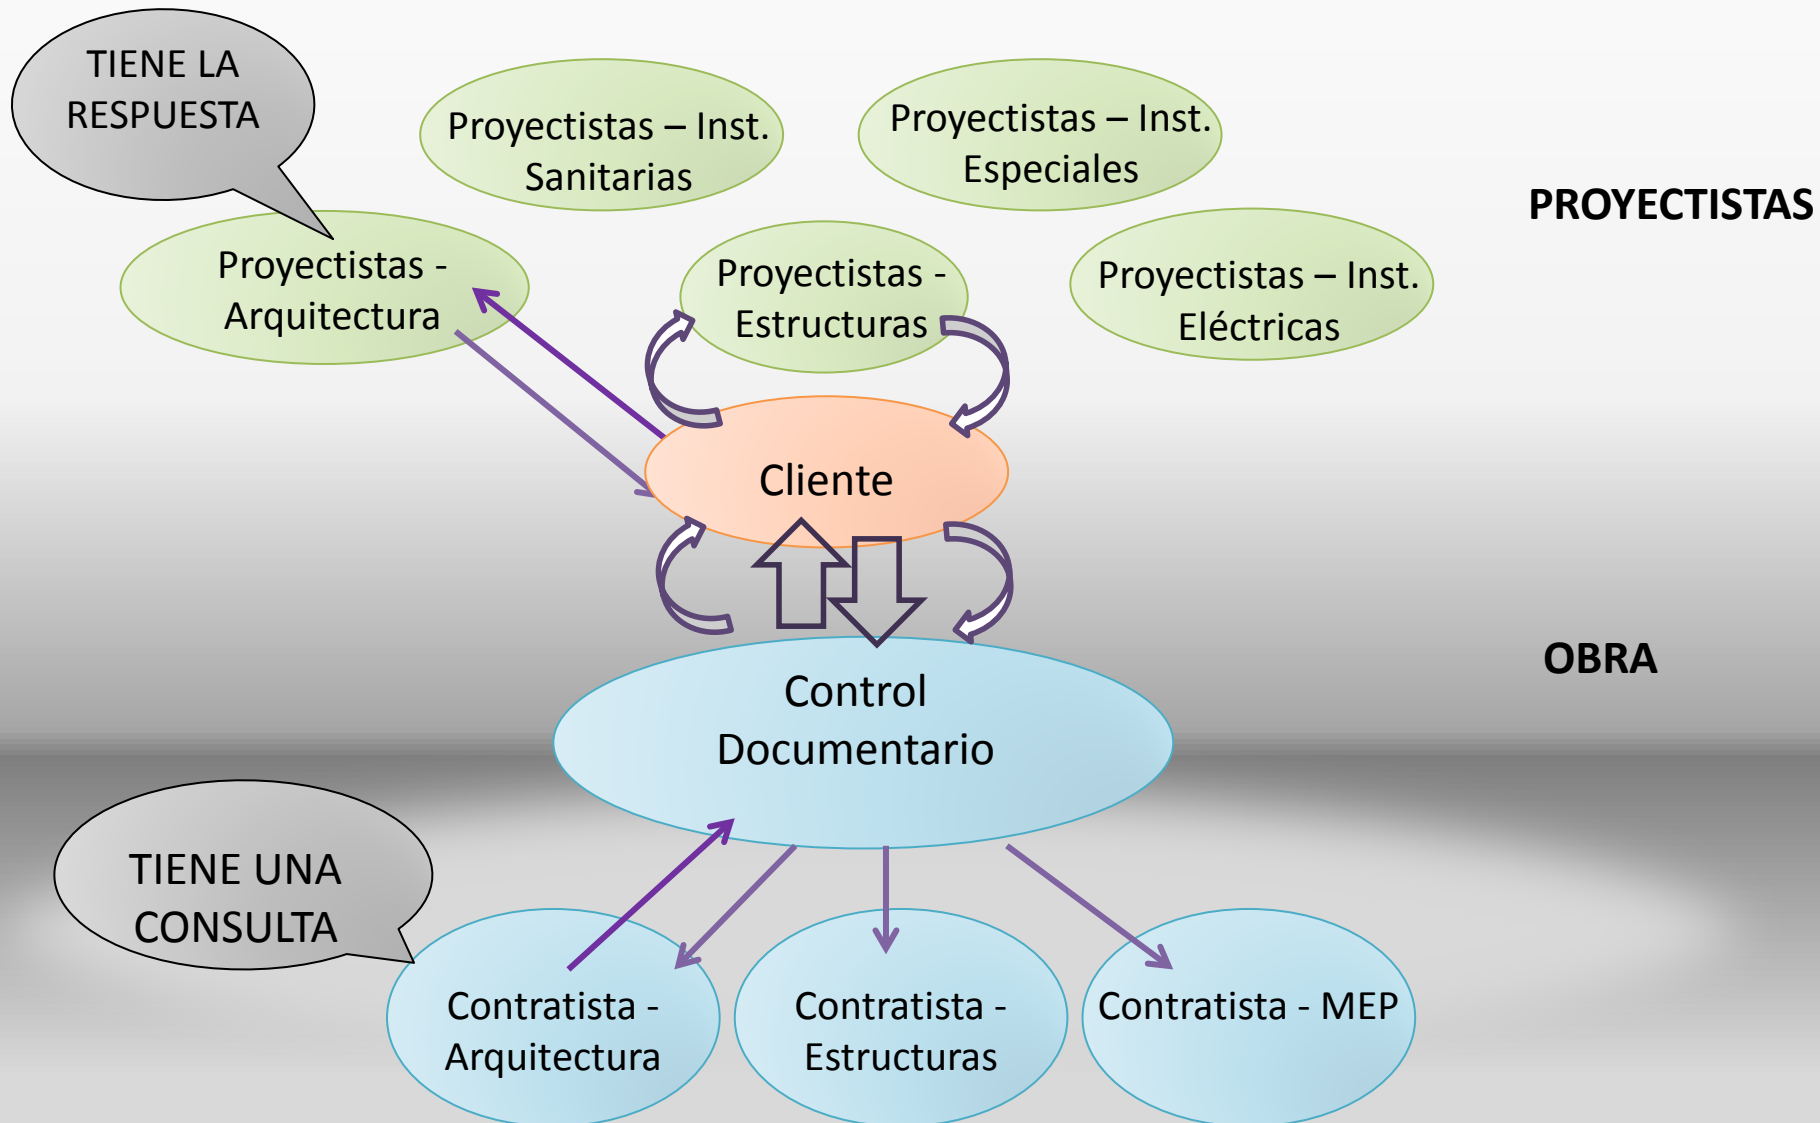 TIENE LA
RESPUESTA
Proyectistas – Inst.
Sanitarias
Proyectistas – Inst.
Especiales
PROYECTISTAS
Proyectistas -
Arquitectura
Proyectistas -
Estructuras
Proyectistas – Inst.
Eléctricas
Cliente
OBRA
Control
Documentario
TIENE UNA
CONSULTA
Contratista -
Arquitectura
Contratista -
Estructuras
Contratista - MEP